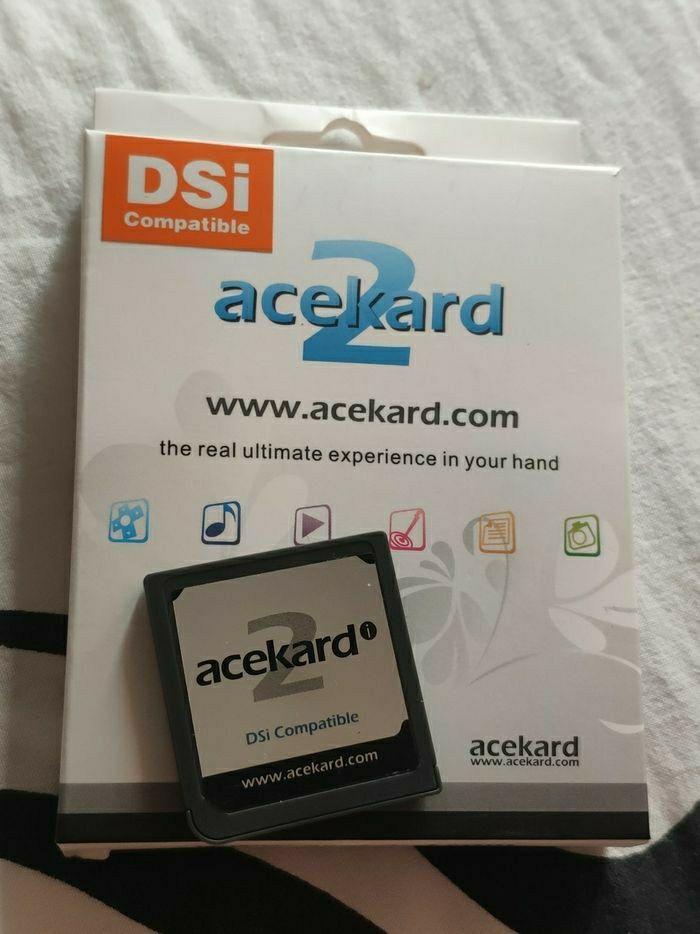 DSi
Compatible
acekard
2
www.acekard.com
the real ultimate experience in your hand
acekard i
2
DSi Compatible
www.acekard.com
acekard
www.acekard.com